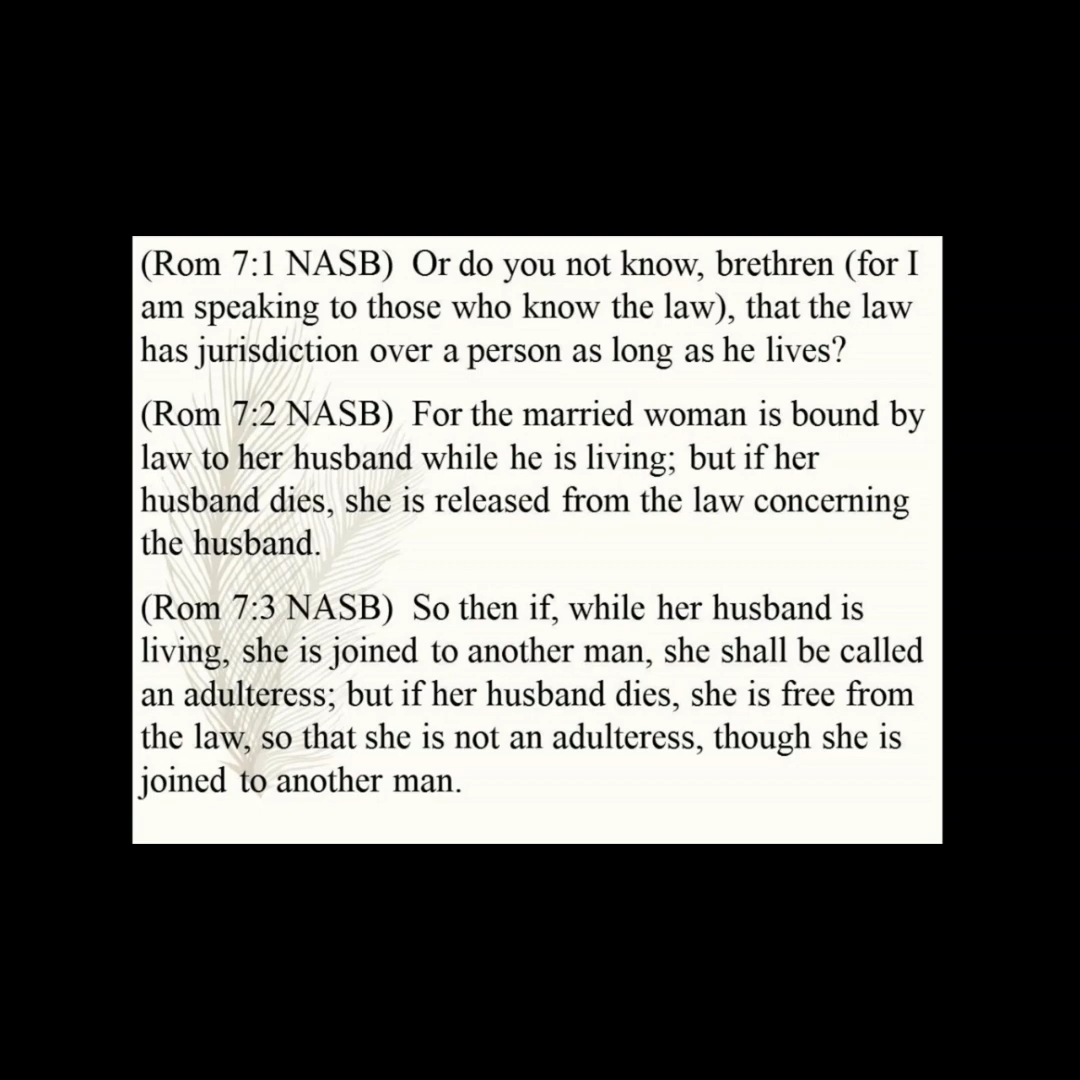 (Rom 7:1 NASB)  Or do you not know, brethren (for I
am speaking to those who know the law), that the law
has jurisdiction over a person as long as he lives?
(Rom 7:2 NASB)  For the married woman is bound by
law to her husband while he is living; but if her
husband dies, she is released from the law concerning
the husband.
(Rom 7:3 NASB)  So then if, while her husband is
living, she is joined to another man, she shall be called
an adulteress; but if her husband dies, she is free from
the law, so that she is not an adulteress, though she is
joined to another man.